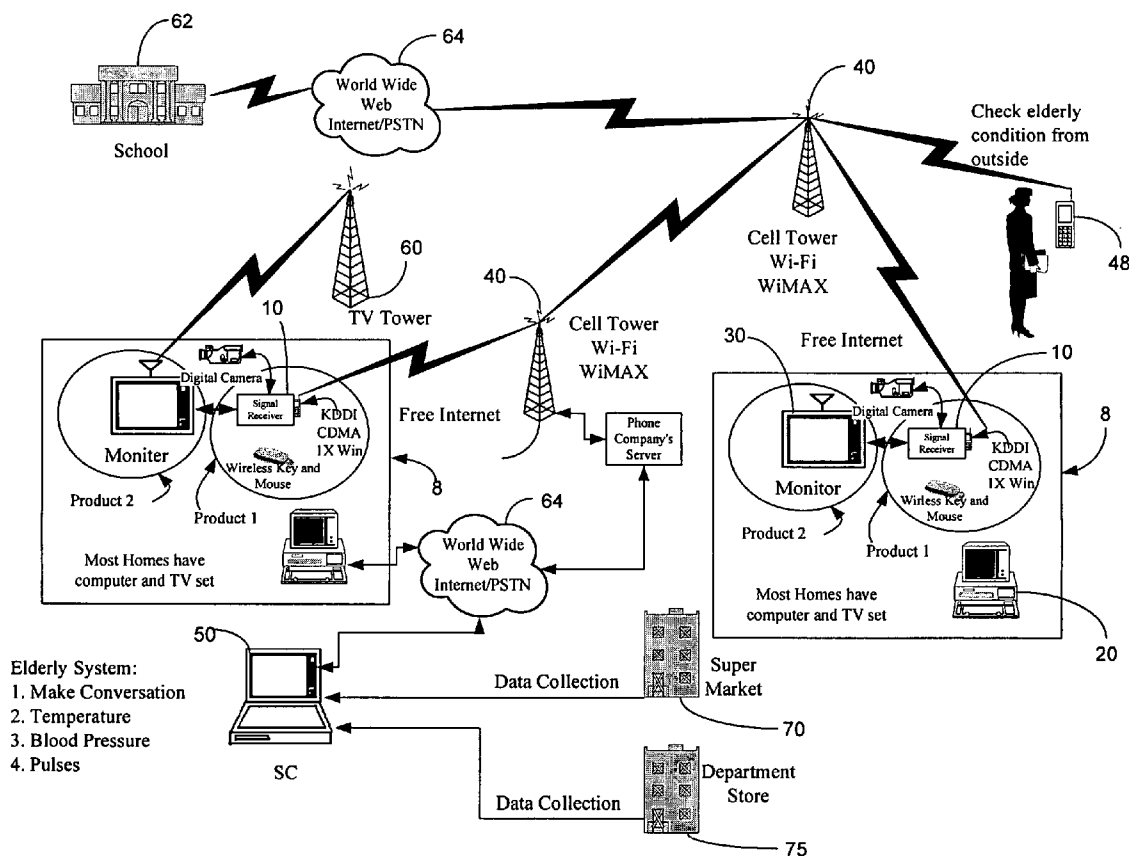 62
64
40
World Wide
Web
Internet/PSTN
School
Check elderly
condition from
outside
48
60
TV Tower
Cell Tower
Wi-Fi
WiMAX
40
Cell Tower
Wi-Fi
WiMAX
10
Digital Camera
Signal
Receiver
KDDI
CDMA
1X Win
Moniter
Wireless Key and
Mouse
Product 2
Product 1
8
Most Homes have
computer and TV set
Free Internet
Phone
Company's
Server
64
World Wide
Web
Internet/PSTN
Free Internet
30
10
Digital Camera
Signal
Receiver
KDDI
CDMA
1X Win
8
Monitor
Wirless Key and
Mouse
Product 2
Product 1
Most Homes have
computer and TV set
20
50
Elderly System:
1. Make Conversation
2. Temperature
3. Blood Pressure
4. Pulses
SC
Data Collection
Super
Market
70
Data Collection
Department
Store
75